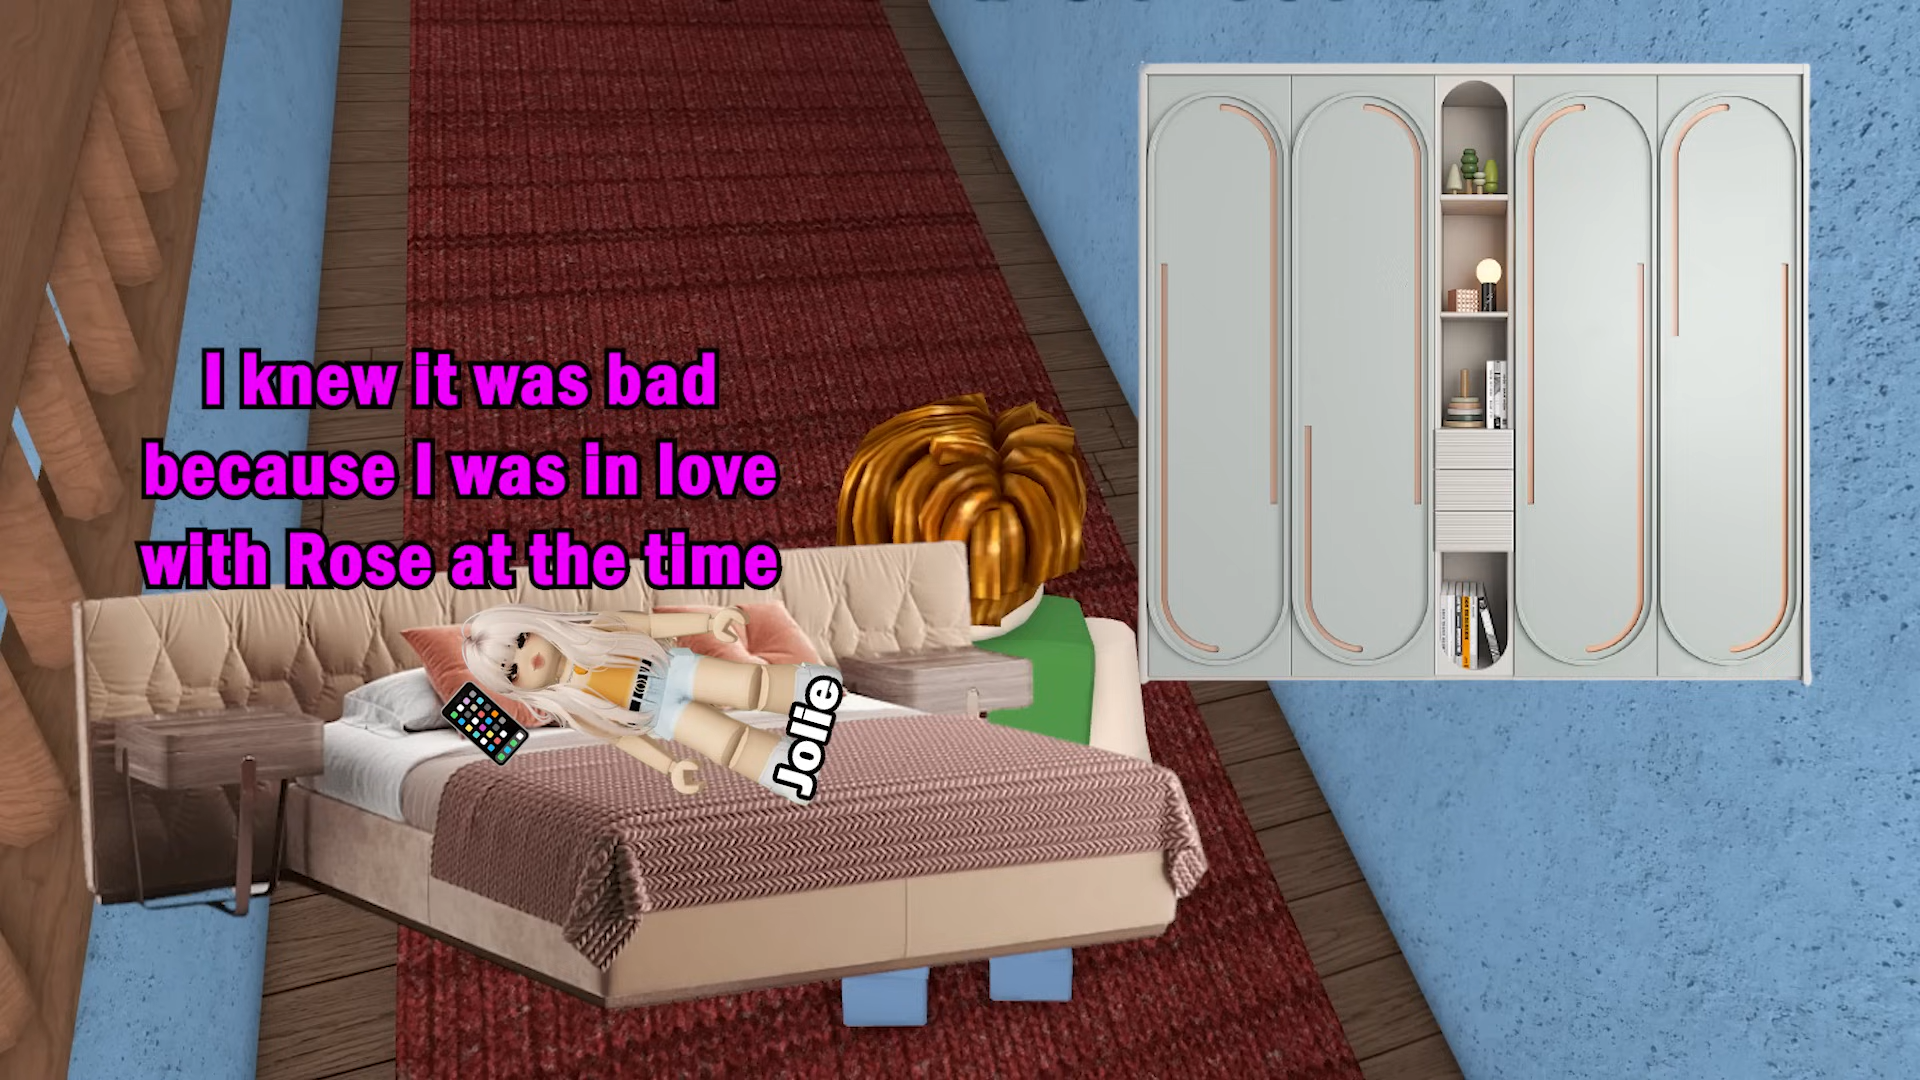 I knew it was bad
because I was in love
with Rose at the time
Jolie